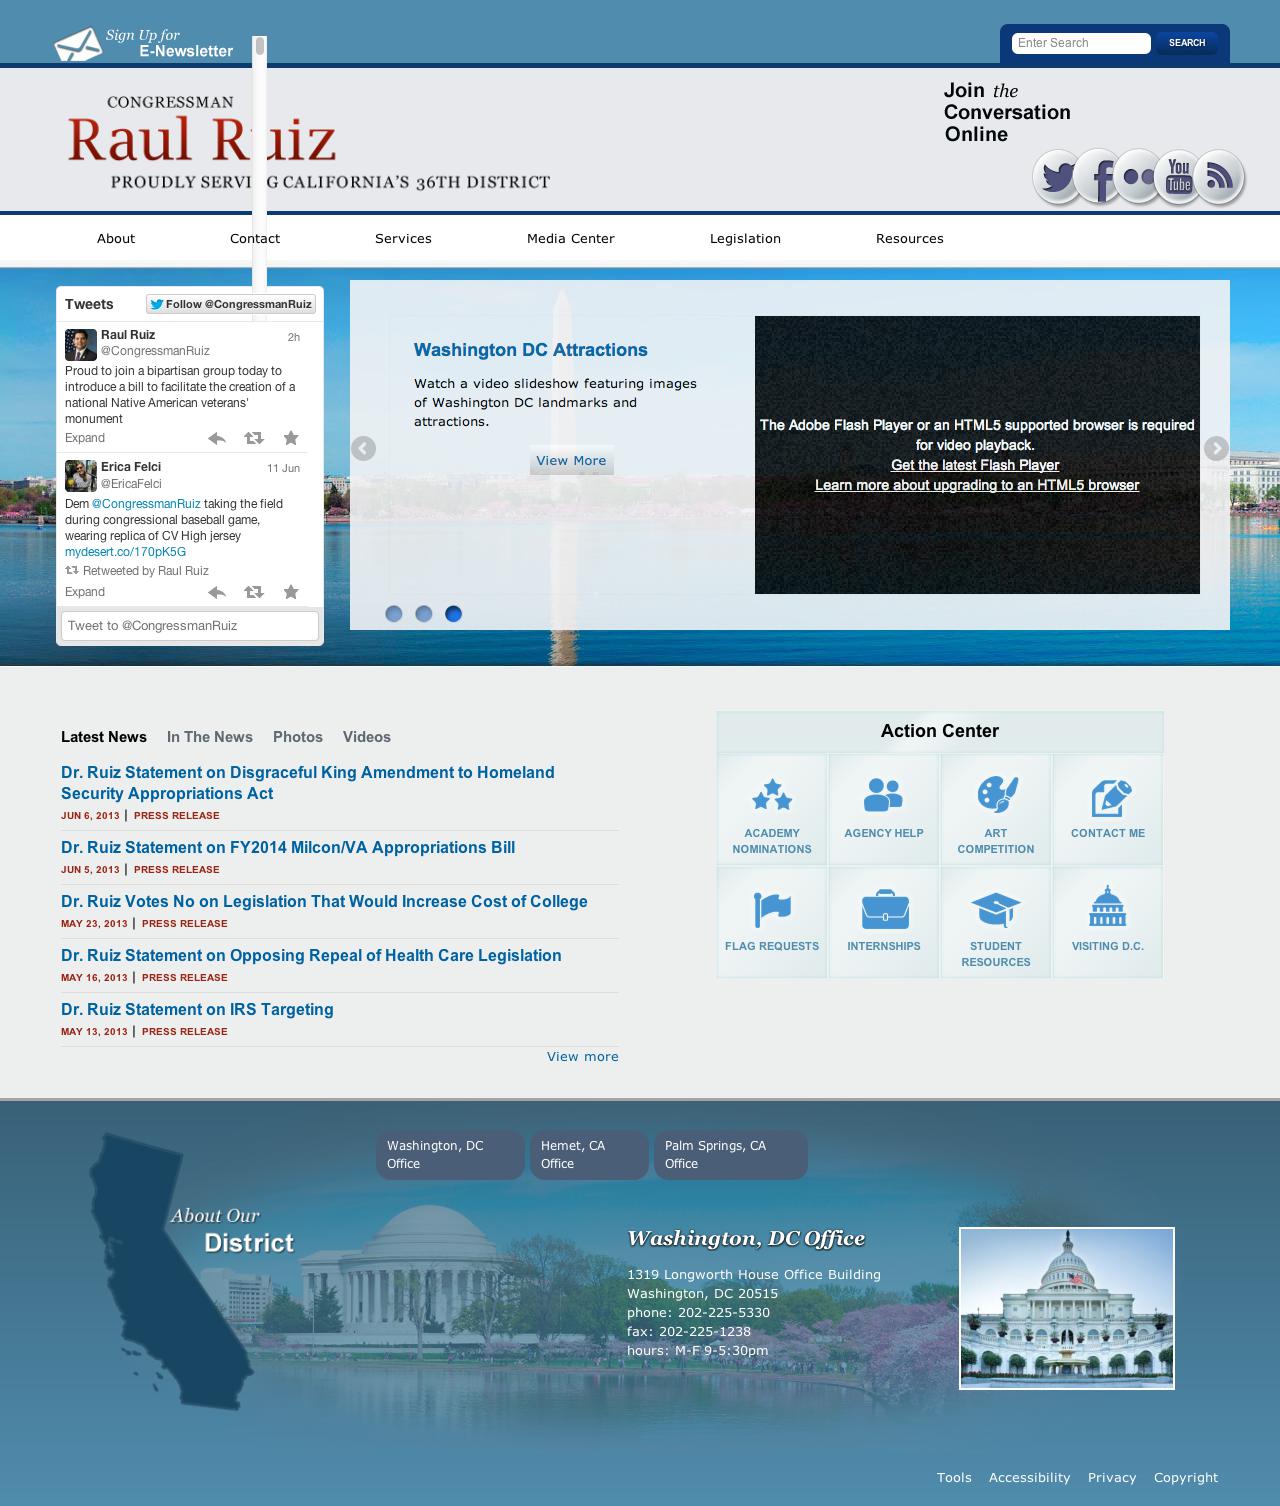 Sign Up for
E-Newsletter
Enter Search
SEARCH
CONGRESSMAN
Raul Ruiz
PROUDLY SERVING CALIFORNIA'S 36TH DISTRICT
Join the
Conversation
Online
You
Tube
About
Contact
Services
Media Center
Legislation
Resources
Tweets
Follow @CongressmanRuiz
Raul Ruiz
2h
@CongressmanRuiz
Proud to join a bipartisan group today to
introduce a bill to facilitate the creation of a
national Native American veterans'
monument
Expand
Erica Felci
11 Jun
@EricaFelci
Dem @CongressmanRuiz taking the field
during congressional baseball game,
wearing replica of CV High jersey
mydesert.co/170pK5G
Retweeted by Raul Ruiz
Expand
Tweet to @CongressmanRuiz
Washington DC Attractions
Watch a video slideshow featuring images
of Washington DC landmarks and
attractions.
View More
The Adobe Flash Player or an HTML5 supported browser is required
for video playback.
Get the latest Flash Player
Learn more about upgrading to an HTML5 browser
Latest News
In The News
Photos
Videos
Dr. Ruiz Statement on Disgraceful King Amendment to Homeland
Security Appropriations Act
JUN 6, 2013 | PRESS RELEASE
Dr. Ruiz Statement on FY2014 Milcon/VA Appropriations Bill
JUN 5, 2013 | PRESS RELEASE
Dr. Ruiz Votes No on Legislation That Would Increase Cost of College
MAY 23, 2013 | PRESS RELEASE
Dr. Ruiz Statement on Opposing Repeal of Health Care Legislation
MAY 16, 2013 | PRESS RELEASE
Dr. Ruiz Statement on IRS Targeting
MAY 13, 2013 | PRESS RELEASE
View more
Action Center
ACADEMY
NOMINATIONS
AGENCY HELP
ART
COMPETITION
CONTACT ME
FLAG REQUESTS
INTERNSHIPS
STUDENT
RESOURCES
VISITING D.C.
Washington, DC
Office
Hemet, CA
Office
Palm Springs, CA
Office
About Our
District
Washington, DC Office
1319 Longworth House Office Building
Washington, DC 20515
phone: 202-225-5330
fax: 202-225-1238
hours: M-F 9-5:30pm
Tools
Accessibility
Privacy
Copyright